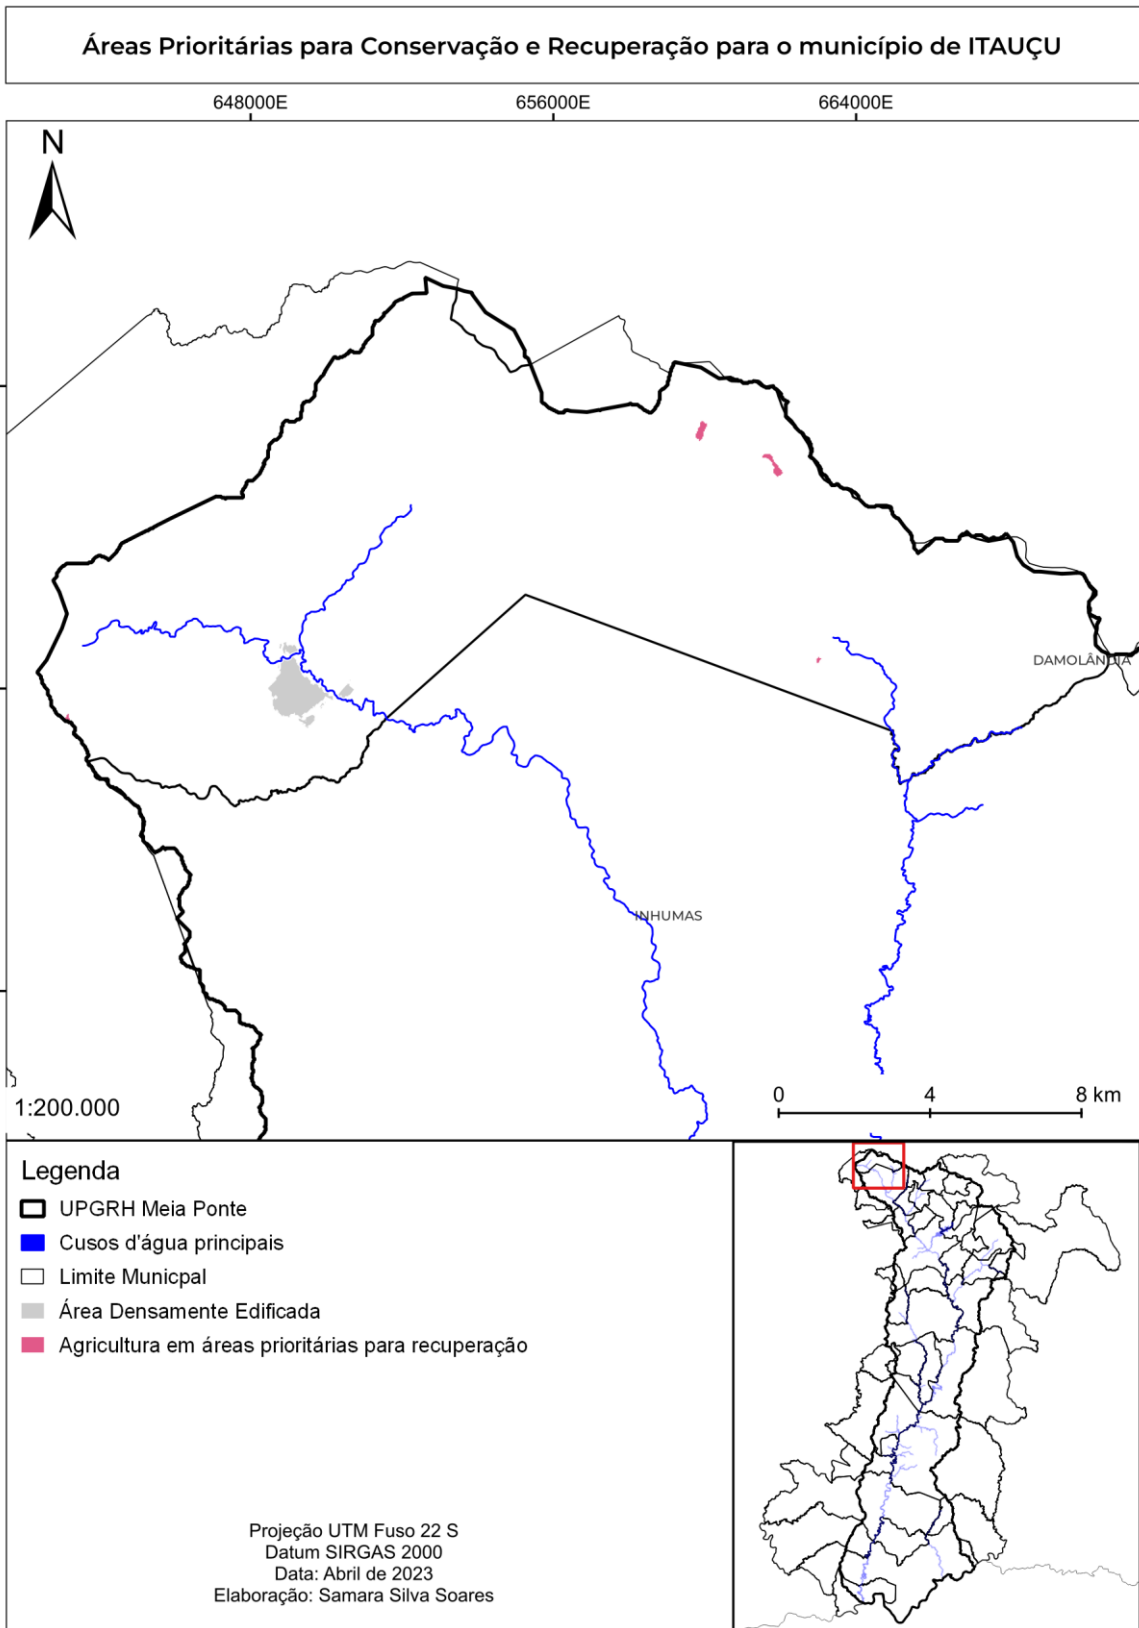 Áreas Prioritárias para Conservação e Recuperação para o município de ITAUÇU
648000E
656000E
664000E
N
DAMOLÂNDIA
INHUMAS
1:200.000
0
4
8 km
Legenda
UPGRH Meia Ponte
Cusos d'água principais
Limite Municpal
Área Densamente Edificada
Agricultura em áreas prioritárias para recuperação
Projeção UTM Fuso 22 S
Datum SIRGAS 2000
Data: Abril de 2023
Elaboração: Samara Silva Soares